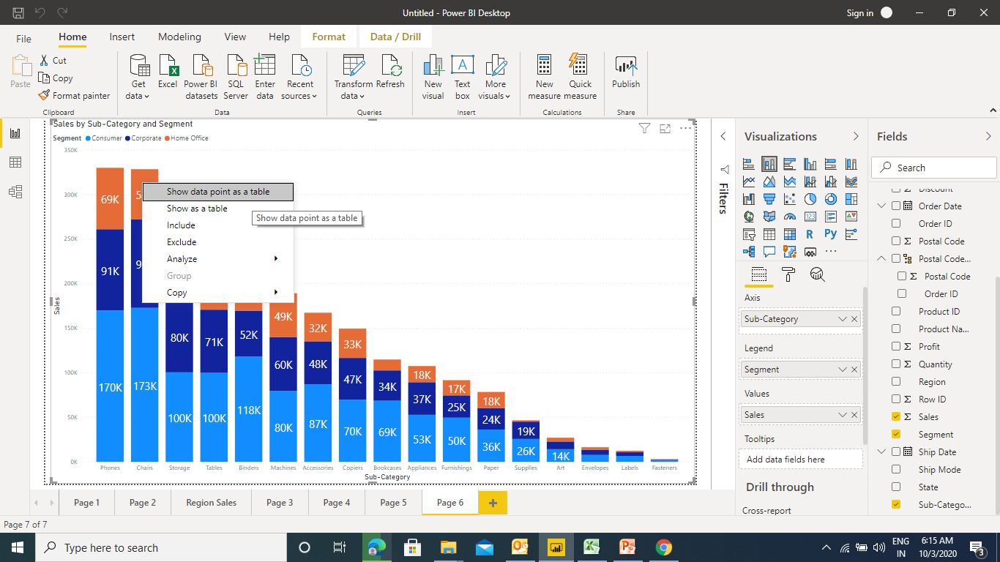 Untitled - Power BI Desktop
Sign in
File
Home
Insert
Modeling
View
Help
Format
Data / Drill
Paste
Cut
Copy
Format painter
Clipboard
Get data
Excel
Power BI datasets
SQL Server
Enter data
Recent sources
Data
Transform data
Refresh
Queries
New visual
Text box
More visuals
Insert
New measure
Quick measure
Calculations
Publish
Share
Sales by Sub-Category and Segment
Segment Consumer Corporate Home Office
350K
300K
250K
200K
150K
100K
50K
0K
Sales
69K
91K
170K
173K
80K
100K
71K
100K
52K
118K
49K
60K
80K
32K
48K
87K
33K
47K
70K
34K
69K
18K
37K
53K
17K
25K
50K
18K
24K
36K
19K
26K
14K
Phones Chairs Storage Tables Binders Machines Accessories Copiers Bookcases Appliances Furnishings Paper Supplies Art Envelopes Labels Fasteners
Sub-Category
Show data point as a table
Show as a table
Include
Exclude
Analyze
Group
Copy
Show data point as a table
Filters
Visualizations
R
Py
123
Axis
Sub-Category
Legend
Segment
Values
Sales
Tooltips
Add data fields here
Drill through
Cross-report
Fields
Search
Discount
Order Date
Order ID
Postal Code
Postal Code...
Postal Code
Order ID
Product ID
Product Na...
Profit
Quantity
Region
Row ID
Sales
Segment
Ship Date
Ship Mode
State
Sub-Catego...
Page 1
Page 2
Region Sales
Page 3
Page 4
Page 5
Page 6
Page 7 of 7
Type here to search
ENG
IN
6:15 AM
10/3/2020
3